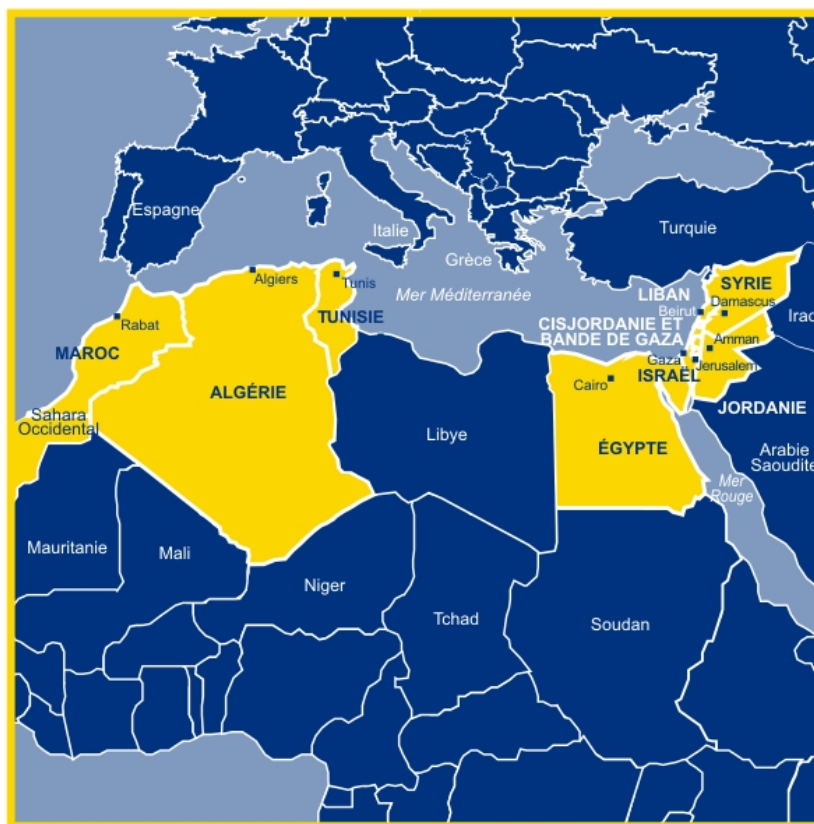 Espagne
Italie
Grèce
Turquie
Mer Méditerranée
Algiers
Tunis
TUNISIE
Rabat
MAROC
ALGÉRIE
Sahara
Occidental
LIBAN
Beirut
SYRIE
Damascus
CISJORDANIE ET
BANDE DE GAZA
Amman
Gaza
Jerusalem
ISRAËL
Cairo
JORDANIE
Iraq
Libye
ÉGYPTE
Arabie
Saoudite
Mer
Rouge
Mauritanie
Mali
Niger
Tchad
Soudan